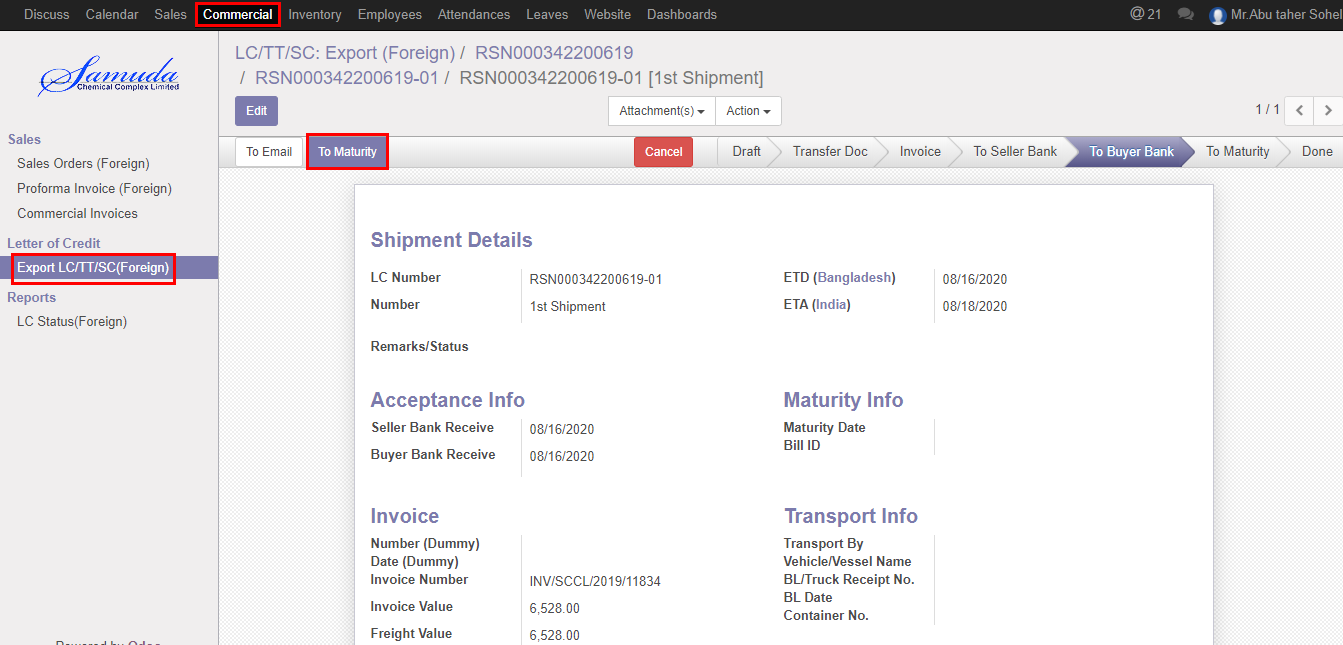 Discuss Calendar Sales Commercial Inventory Employees Attendances Leaves Website Dashboards @ 21 Mr.Abu taher Sohel
Samuda
Chemical Complex Limited
LC/TT/SC: Export (Foreign) / RSN000342200619
/ RSN000342200619-01 / RSN000342200619-01 [1st Shipment]
Edit Attachment(s) Action 1 / 1
To Email To Maturity Cancel Draft Transfer Doc Invoice To Seller Bank To Buyer Bank To Maturity Done
Sales
Sales Orders (Foreign)
Proforma Invoice (Foreign)
Commercial Invoices
Letter of Credit
Export LC/TT/SC(Foreign)
Reports
LC Status(Foreign)
Powered by Odoo
Shipment Details
LC Number RSN000342200619-01 ETD (Bangladesh) 08/16/2020
Number 1st Shipment ETA (India) 08/18/2020
Remarks/Status
Acceptance Info Maturity Info
Seller Bank Receive 08/16/2020 Maturity Date
Bill ID
Buyer Bank Receive 08/16/2020
Invoice Transport Info
Number (Dummy) Transport By
Date (Dummy) Vehicle/Vessel Name
Invoice Number INV/SCCL/2019/11834 BL/Truck Receipt No.
BL Date
Invoice Value 6,528.00 Container No.
Freight Value 6,528.00